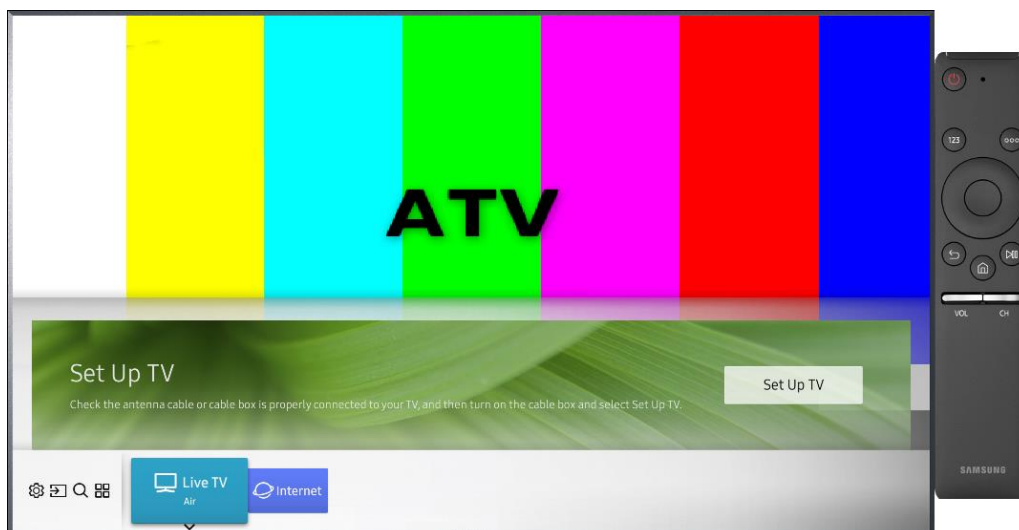 ATV
Set Up TV
Check the antenna cable or cable box is properly connected to your TV, and then turn on the cable box and select Set Up TV.
Set Up TV
Live TV
Air
Internet
123
VOL
CH
SAMSUNG